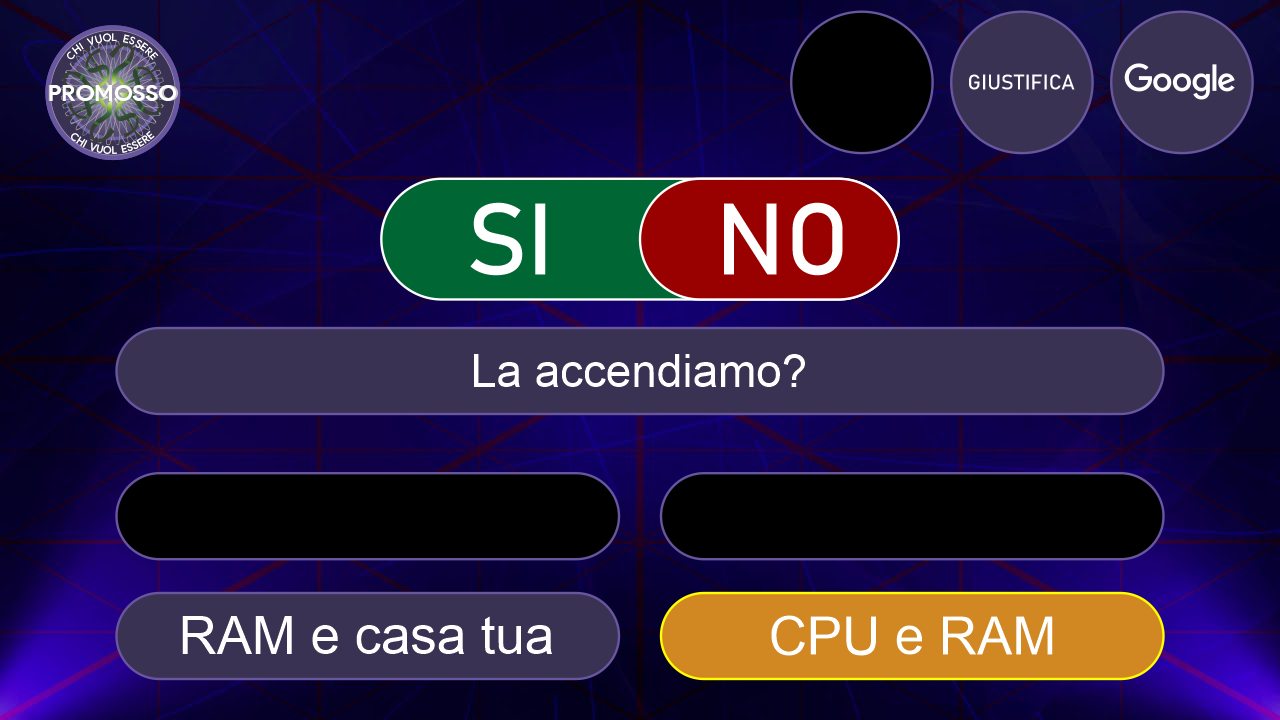 CHI VUOL ESSERE
PROMOSSO
CHI VUOL ESSERE
GIUSTIFICA
Google
SI
NO
La accendiamo?
RAM e casa tua
CPU e RAM